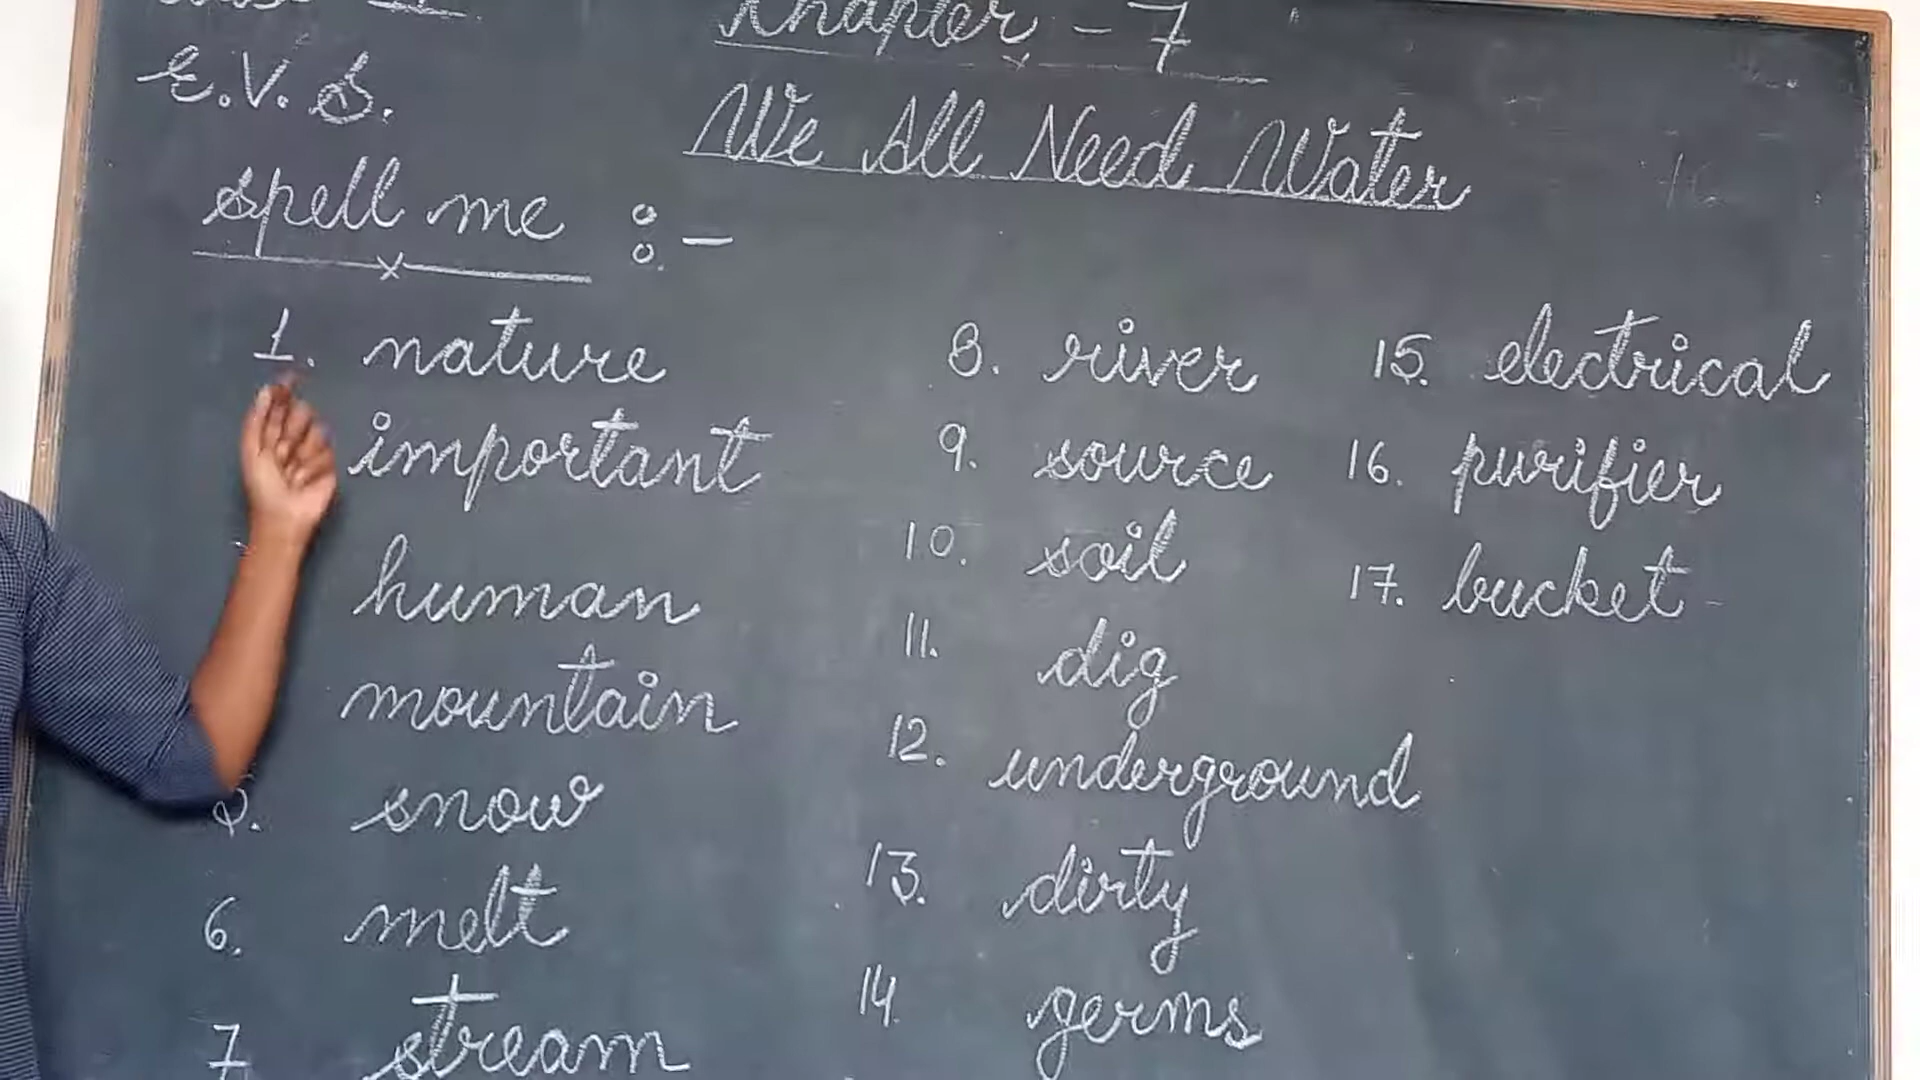 Chapter - 7
E.V.S.
We All Need Water
Spell me :-
1. nature
important
human
mountain
snow
6. melt
7 stream
8. river
9. source
10. soil
11. dig
12. underground
13. dirty
14 germs
15. electrical
16. purifier
17. bucket